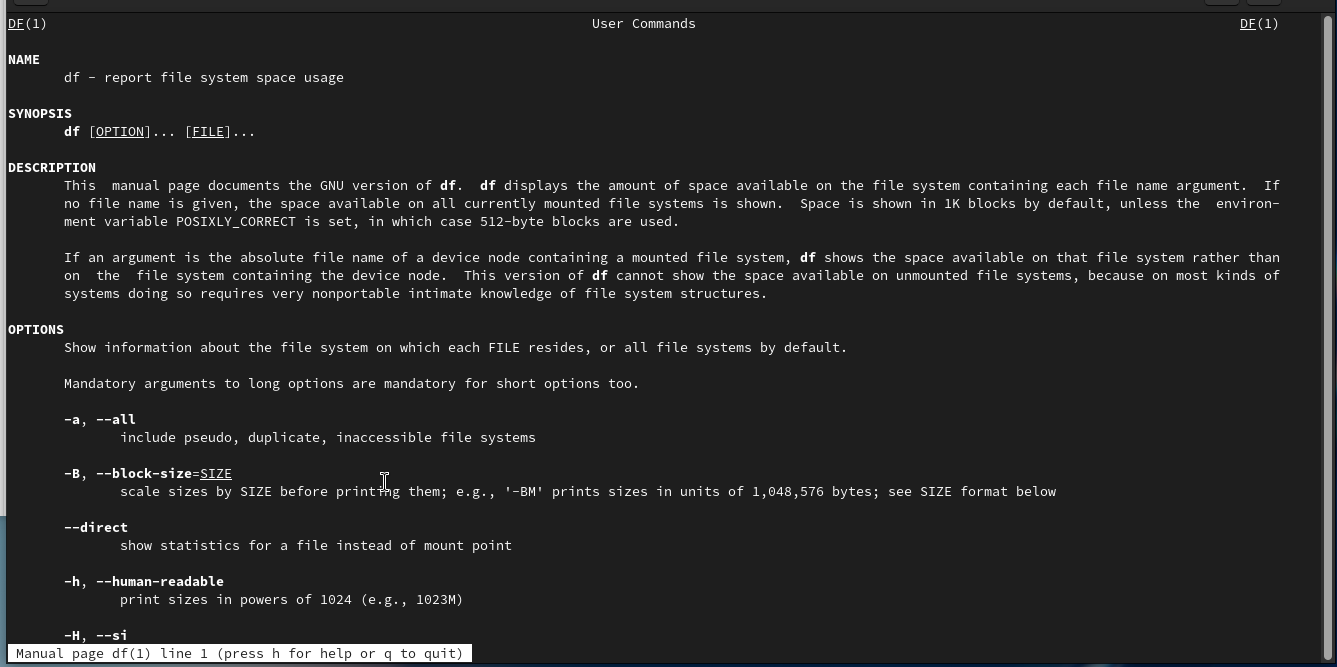 DF(1) User Commands DF(1)
NAME
df - report file system space usage
SYNOPSIS
df [OPTION]... [FILE]...
DESCRIPTION
This  manual page documents the GNU version of df.  df displays the amount of space available on the file system containing each file name argument.  If
no file name is given, the space available on all currently mounted file systems is shown.  Space is shown in 1K blocks by default, unless the  environ-
ment variable POSIXLY_CORRECT is set, in which case 512-byte blocks are used.
If an argument is the absolute file name of a device node containing a mounted file system, df shows the space available on that file system rather than
on  the  file system containing the device node.  This version of df cannot show the space available on unmounted file systems, because on most kinds of
systems doing so requires very nonportable intimate knowledge of file system structures.
OPTIONS
Show information about the file system on which each FILE resides, or all file systems by default.
Mandatory arguments to long options are mandatory for short options too.
-a, --all
include pseudo, duplicate, inaccessible file systems
-B, --block-size=SIZE
scale sizes by SIZE before printing them; e.g., '-BM' prints sizes in units of 1,048,576 bytes; see SIZE format below
--direct
show statistics for a file instead of mount point
-h, --human-readable
print sizes in powers of 1024 (e.g., 1023M)
-H, --si
Manual page df(1) line 1 (press h for help or q to quit)